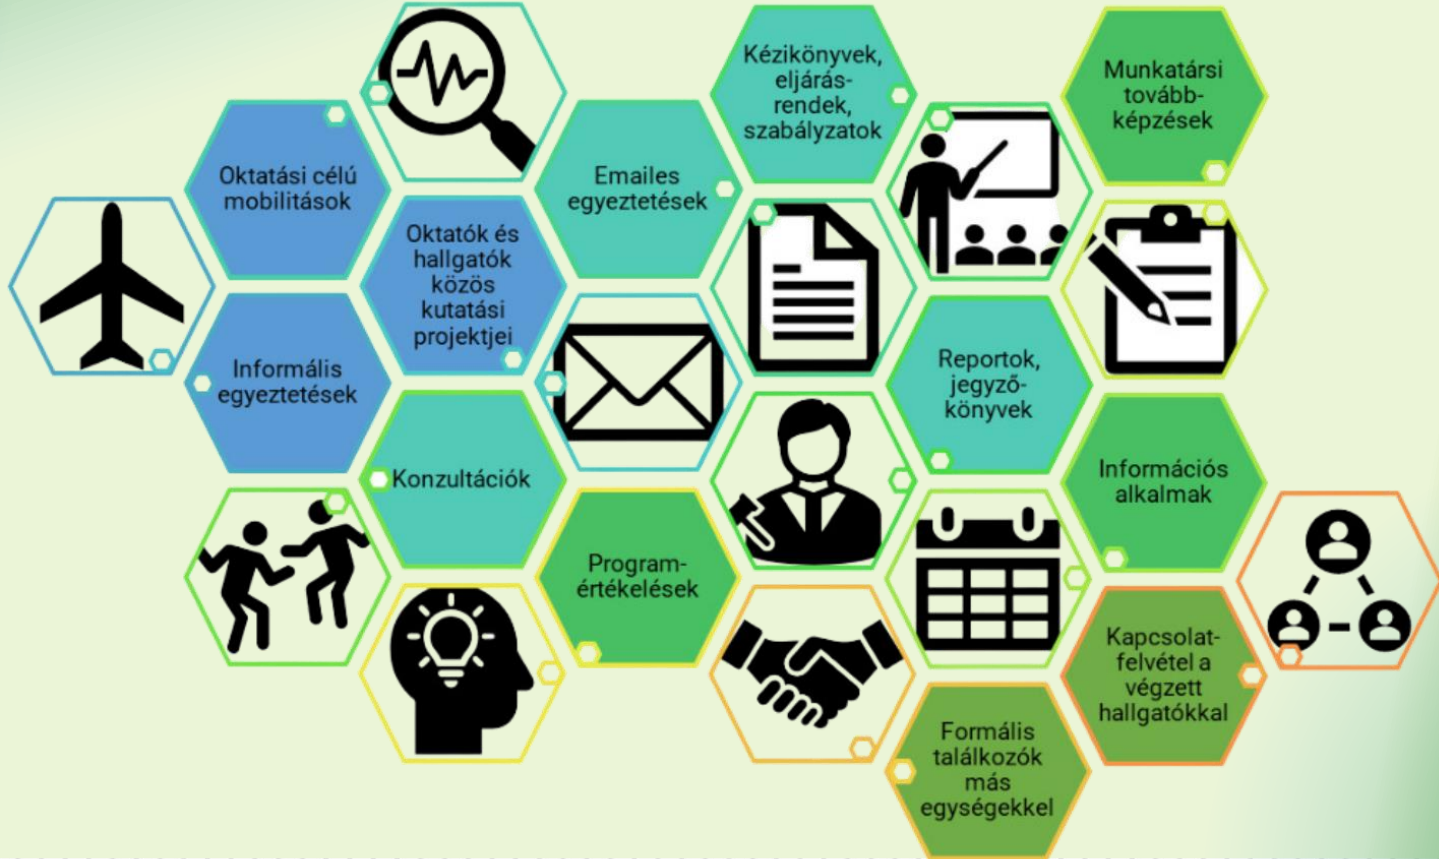 Oktatási célú
mobilitások
Oktatók és
hallgatók
közös
kutatási
projektjei
Informális
egyeztetések
Konzultációk
Emailes
egyeztetések
Program-
értékelések
Kézikönyvek,
eljárás-
rendek,
szabályzatok
Reportok,
jegyző-
könyvek
Munkatársi
tovább-
képzések
Információs
alkalmak
Formális
találkozók
más
egységekkel
Kapcsolat-
felvétel a
végzett
hallgatókkal